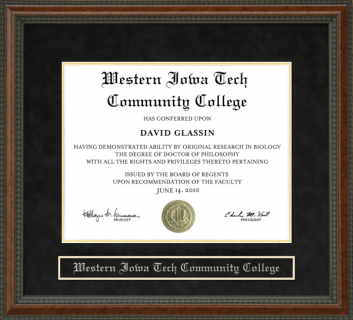 Western Iowa Tech
Community College
HAS CONFERRED UPON
DAVID GLASSIN
HAVING DEMONSTRATED ABILITY BY ORIGINAL RESEARCH IN BIOLOGY
THE DEGREE OF DOCTOR OF PHILOSOPHY
WITH ALL THE RIGHTS AND PRIVILEGES THERETO PERTAINING
ISSUED BY THE BOARD OF REGENTS
UPON RECOMMENDATION OF THE FACULTY
JUNE 14, 2010
PROVOST
PRESIDENT
Western Iowa Tech Community College